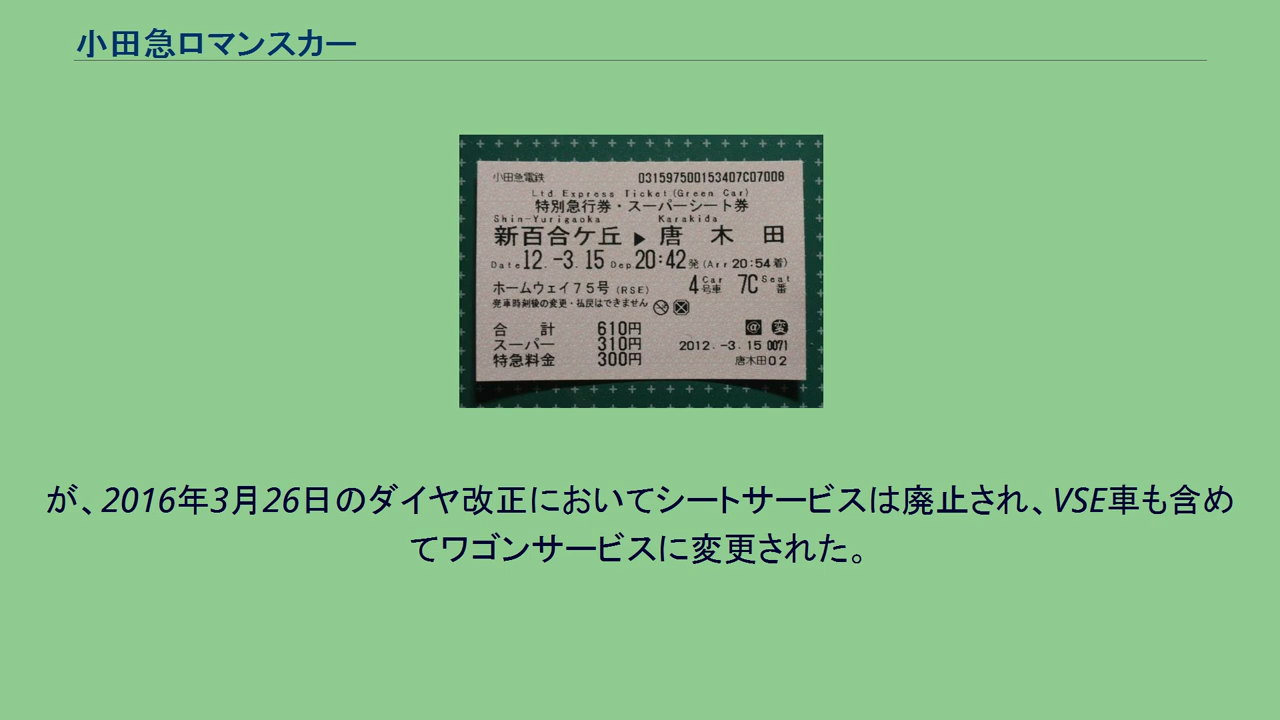 小田急ロマンスカー
小田急電鉄 031597500153407C07008
Ltd Express Ticket(Green Car)
特別急行券・スーパーシート券
Shin-Yurigaoka Karakida
新百合ケ丘 ▶ 唐木田
Date 12.-3.15 Dep 20:42発(Arr 20:54着)
ホームウェイ75号(RSE) 4 Car 号車 7C Seat 番
発車時刻後の変更・払戻はできません
合計 610円 @ 変
スーパー 310円 2012.-3.15 0071
特急料金 300円 唐木田02
が、2016年3月26日のダイヤ改正においてシートサービスは廃止され、VSE車も含め
てワゴンサービスに変更された。